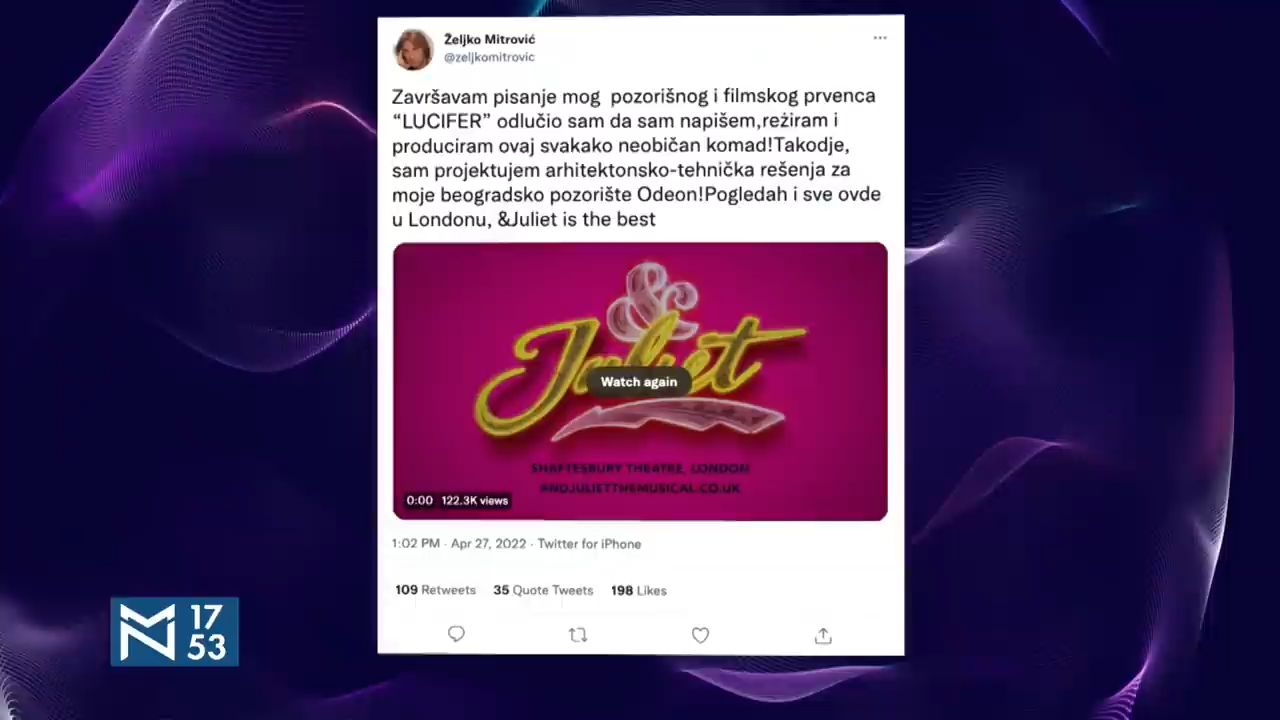 Željko Mitrović
@zeljkomitrovic
Završavam pisanje mog pozorišnog i filmskog prvenca
“LUCIFER” odlučio sam da sam napišem,režiram i
produciram ovaj svakako neobičan komad!Takodje,
sam projektujem arhitektonsko-tehnička rešenja za
moje beogradsko pozorište Odeon!Pogledah i sve ovde
u Londonu, &Juliet is the best
&
Juliet
Watch again
SHAFTESBURY THEATRE, LONDON
ANDJULIETTHEMUSICAL.CO.UK
0:00 122.3K views
1:02 PM · Apr 27, 2022 · Twitter for iPhone
109 Retweets 35 Quote Tweets 198 Likes
17
53